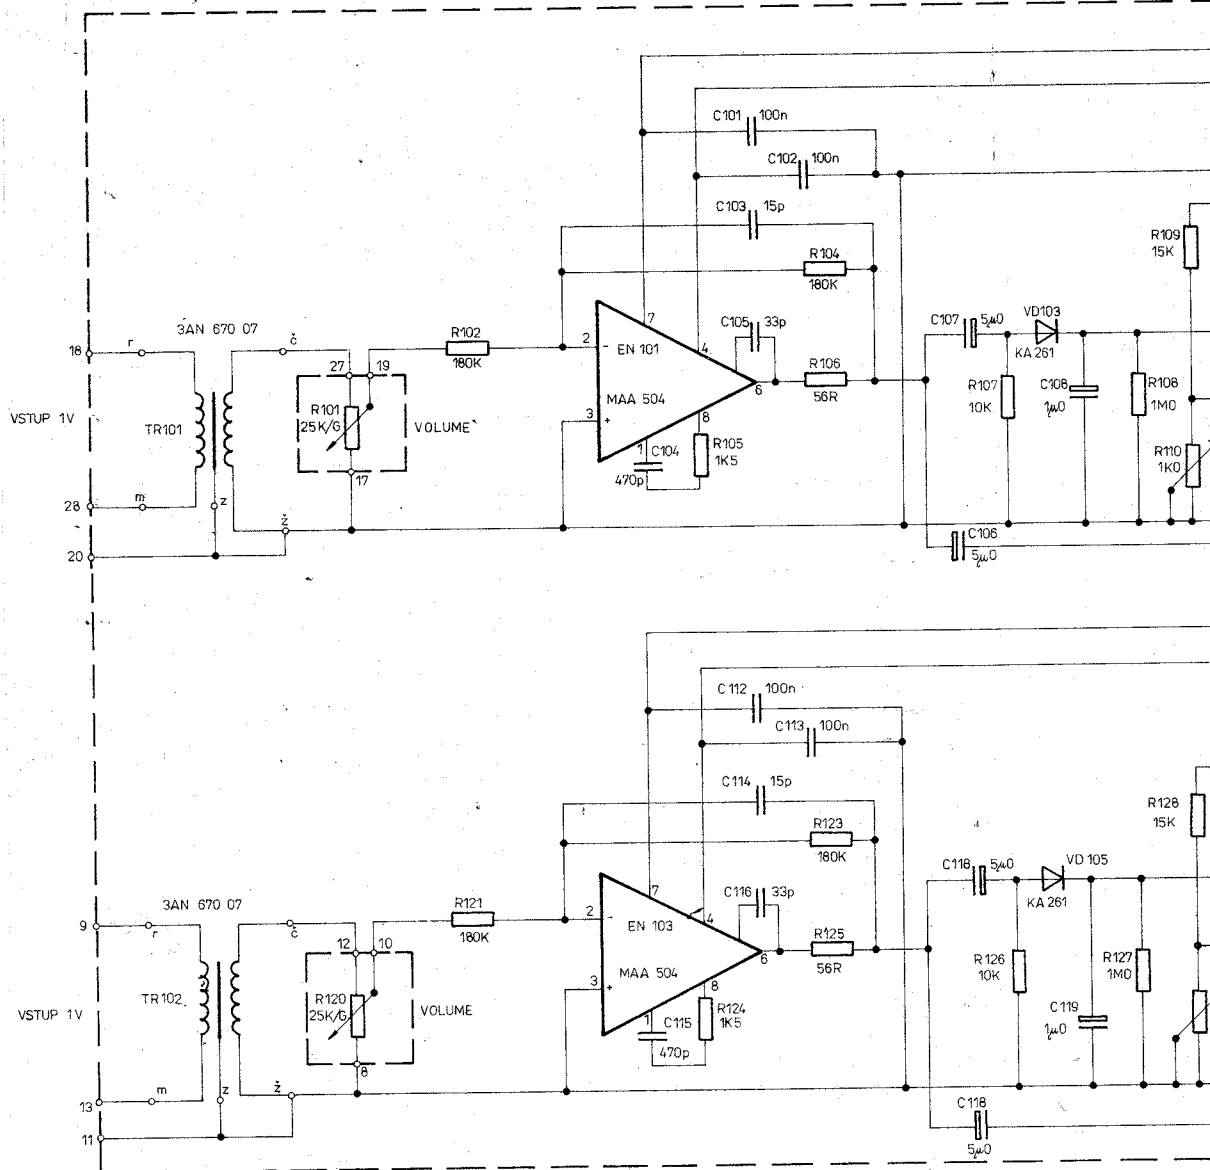 C101 100n
C102 100n
C103 15p
R104
180K
R109
15K
3AN 670 07
18
r
č
R102
180K
2
-
7
EN 101
4
C105 33p
C107 5µ0
VD103
KA 261
27 19
R106
56R
VSTUP 1V
TR101
R101
25K/G
VOLUME
3
+
MAA 504
6
8
R107
10K
C108
1µ0
R108
1M0
1
C104
470p
R105
1K5
R110
1K0
17
28
m
z
ž
20
C106
5µ0
C112 100n
C113 100n
C114 15p
R123
180K
R128
15K
3AN 670 07
9
r
č
R121
180K
2
-
7
EN 103
4
C116 33p
C118 5µ0
VD 105
KA 261
12 10
R125
56R
VSTUP 1V
TR102
R120
25K/G
VOLUME
3
+
MAA 504
6
8
R126
10K
R127
1M0
C119
1µ0
1
C115
470p
R124
1K5
8
13
m
z
ž
11
C118
5µ0